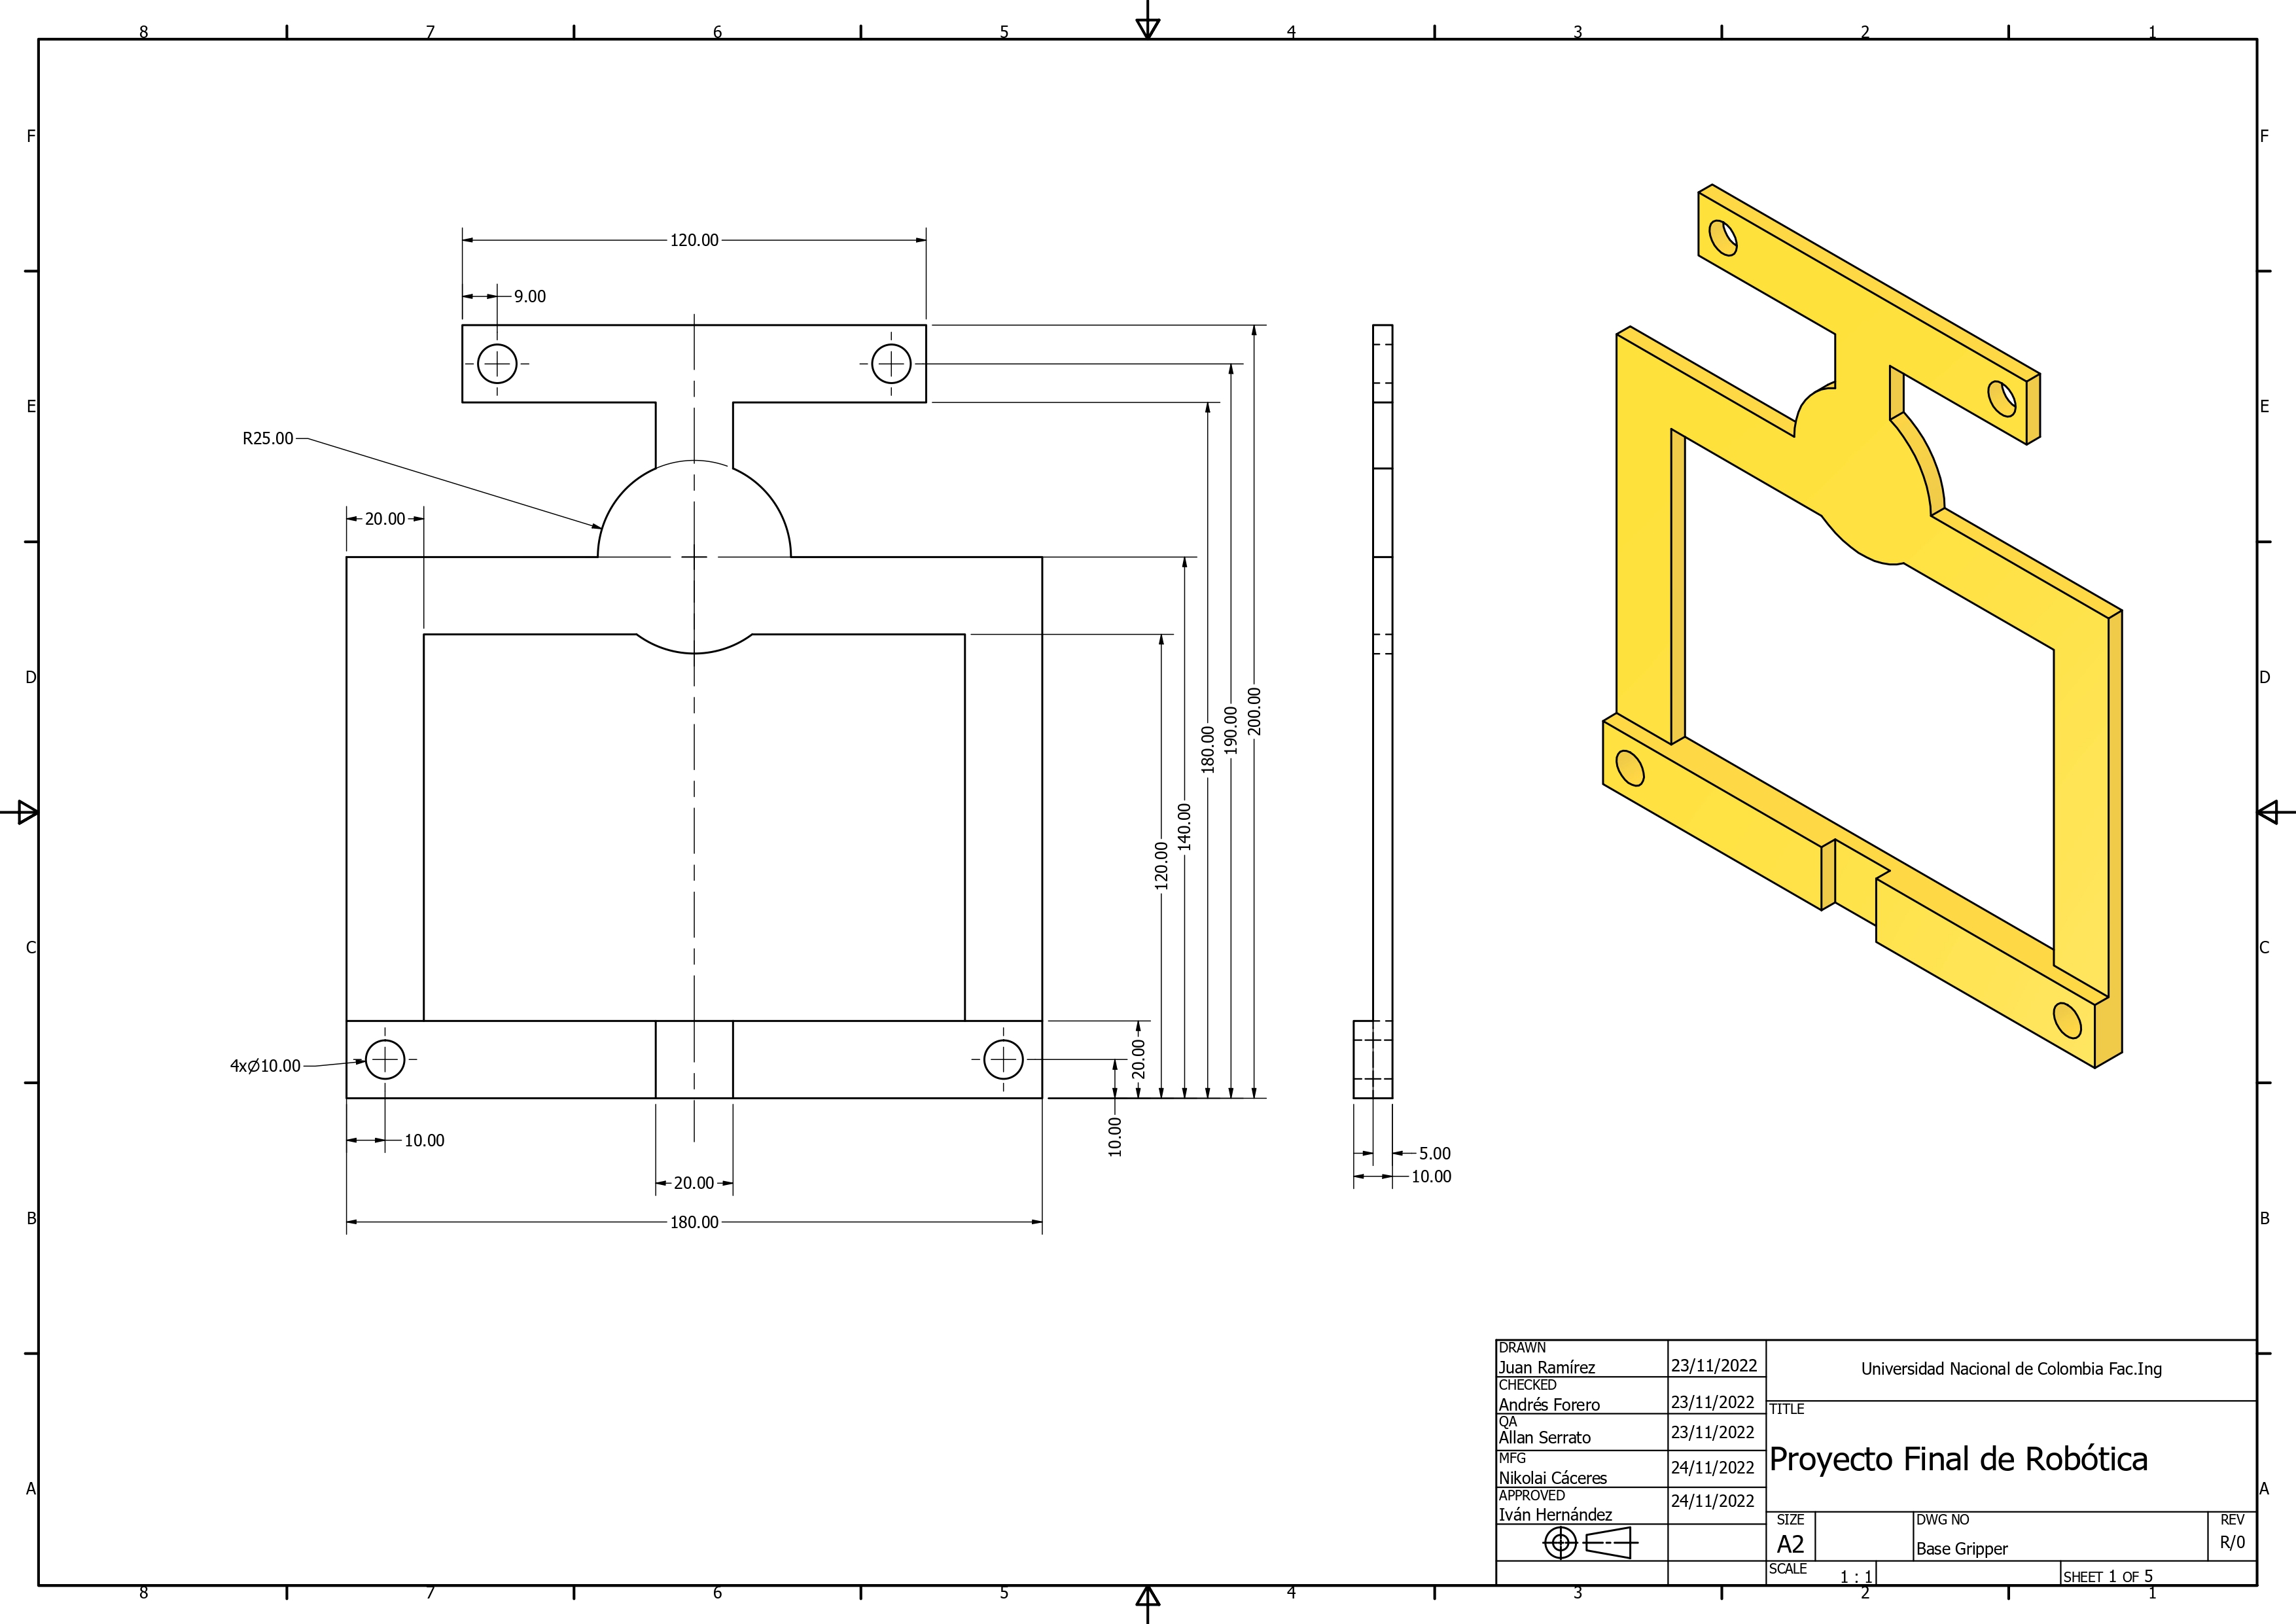 8 7 6 5 4 3 2 1
F F
120.00
9.00
E E
R25.00
20.00
D D
200.00
190.00
180.00
140.00
120.00
C C
20.00
4xØ10.00
10.00
10.00
5.00
10.00
20.00
180.00
B B
DRAWN
Juan Ramírez 23/11/2022
Universidad Nacional de Colombia Fac.Ing
CHECKED
Andrés Forero 23/11/2022
TITLE
QA
Allan Serrato 23/11/2022
Proyecto Final de Robótica
MFG
Nikolai Cáceres 24/11/2022
A A
APPROVED
Iván Hernández 24/11/2022
SIZE DWG NO REV
A2 Base Gripper R/0
SCALE 1 : 1 SHEET 1 OF 5
8 7 6 5 4 3 2 1